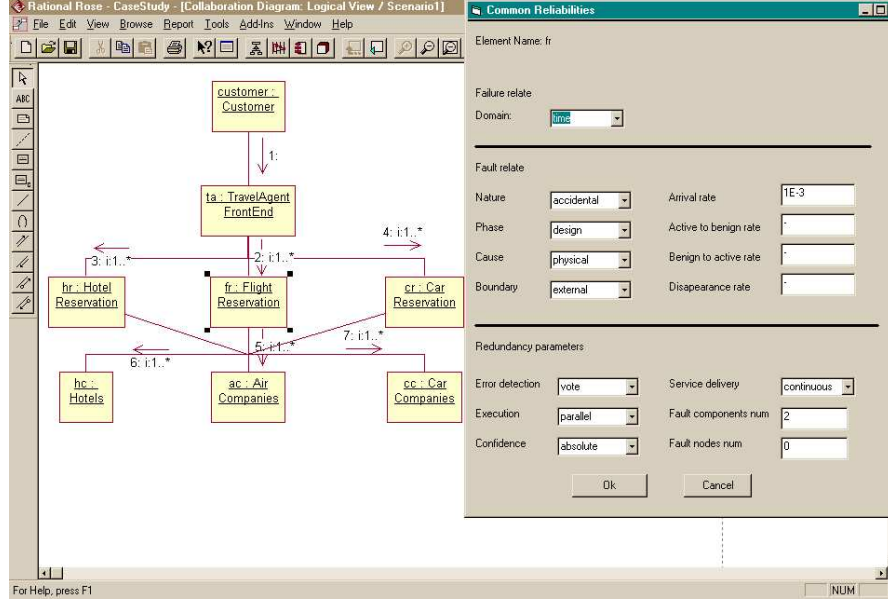 Rational Rose - CaseStudy - [Collaboration Diagram: Logical View / Scenario1]
File Edit View Browse Report Tools Add-Ins Window Help
ABC
customer :
Customer
1:
ta : TravelAgent
FrontEnd
4: i:1..*
3: i:1..*
2: i:1..*
hr : Hotel
Reservation
fr : Flight
Reservation
cr : Car
Reservation
7: i:1..*
5: i:1..*
6: i:1..*
hc :
Hotels
ac : Air
Companies
cc : Car
Companies
For Help, press F1
NUM
Common Reliabilities
Element Name: fr
Failure relate
Domain: time
Fault relate
Nature accidental Arrival rate 1E-3
Phase design Active to benign rate -
Cause physical Benign to active rate -
Boundary external Disapearance rate -
Redundancy parameters
Error detection vote Service delivery continuous
Execution parallel Fault components num 2
Confidence absolute Fault nodes num 0
Ok Cancel